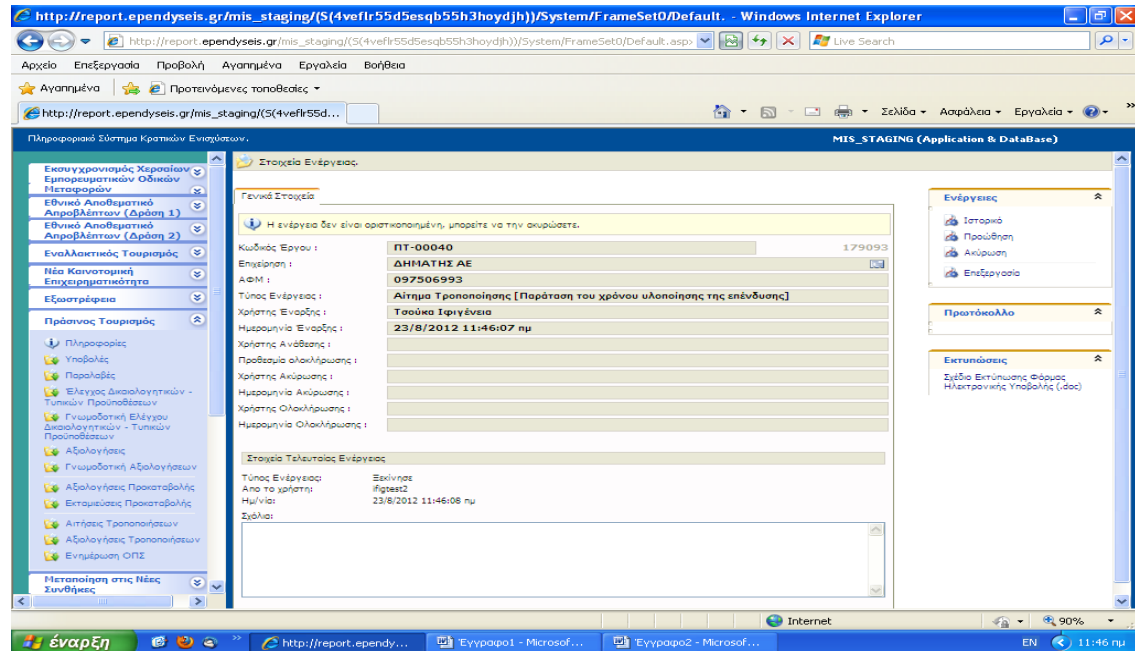 http://report.ependyseis.gr/mis_staging/(S(4veflr55d5esqb55h3hoydjh))/System/FrameSet0/Default. - Windows Internet Explorer
http://report.ependyseis.gr/mis_staging/(S(4veflr55d5esqb55h3hoydjh))/System/FrameSet0/Default.asp
Live Search
Αρχείο Επεξεργασία Προβολή Αγαπημένα Εργαλεία Βοήθεια
Αγαπημένα Προτεινόμενες τοποθεσίες
http://report.ependyseis.gr/mis_staging/(S(4veflr55d...
Σελίδα Ασφάλεια Εργαλεία
Πληροφοριακό Σύστημα Κρατικών Ενισχύσεων.
MIS_STAGING (Application & DataBase)
Εκσυγχρονισμός Χερσαίων
Εμπορευματικών Οδικών
Μεταφορών
Εθνικό Αποθεματικό
Απροβλέπτων (Δράση 1)
Εθνικό Αποθεματικό
Απροβλέπτων (Δράση 2)
Εναλλακτικός Τουρισμός
Νέα Καινοτομική
Επιχειρηματικότητα
Εξωστρέφεια
Πράσινος Τουρισμός
Πληροφορίες
Υποβολές
Παραλαβές
Έλεγχος Δικαιολογητικών -
Τυπικών Προϋποθέσεων
Γνωμοδοτική Ελέγχου
Δικαιολογητικών - Τυπικών
Προϋποθέσεων
Αξιολογήσεις
Γνωμοδοτική Αξιολογήσεων
Αξιολογήσεις Προκαταβολής
Εκταμιεύσεις Προκαταβολής
Αιτήσεις Τροποποιήσεων
Αξιολογήσεις Τροποποιήσεων
Ενημέρωση ΟΠΣ
Μεταποίηση στις Νέες
Συνθήκες
Στοιχεία Ενέργειας.
Γενικά Στοιχεία
Η ενέργεια δεν είναι οριστικοποιημένη, μπορείτε να την ακυρώσετε.
Κωδικός Έργου : ΠΤ-00040 179093
Επιχείρηση : ΔΗΜΑΤΗΣ ΑΕ
ΑΦΜ : 097506993
Τύπος Ενέργειας : Αίτημα Τροποποίησης [Παράταση του χρόνου υλοποίησης της επένδυσης]
Χρήστης Έναρξης : Τσούκα Ιφιγένεια
Ημερομηνία Έναρξης : 23/8/2012 11:46:07 πμ
Χρήστης Ανάθεσης :
Προθεσμία ολοκλήρωσης :
Χρήστης Ακύρωσης :
Ημερομηνία Ακύρωσης :
Χρήστης Ολοκλήρωσης :
Ημερομηνία Ολοκλήρωσης :
Στοιχεία Τελευταίας Ενέργειας
Τύπος Ενέργειας: Ξεκίνησε
Απο το χρήστη: ifigtest2
Ημ/νία: 23/8/2012 11:46:08 πμ
Σχόλια:
Ενέργειες
Ιστορικό
Προώθηση
Ακύρωση
Επεξεργασία
Πρωτόκολλο
Εκτυπώσεις
Σχέδιο Εκτύπωσης Φόρμας
Ηλεκτρονικής Υποβολής (.doc)
Internet 90%
έναρξη http://report.ependy... Έγγραφο1 - Microsof... Έγγραφο2 - Microsof... EN 11:46 πμ